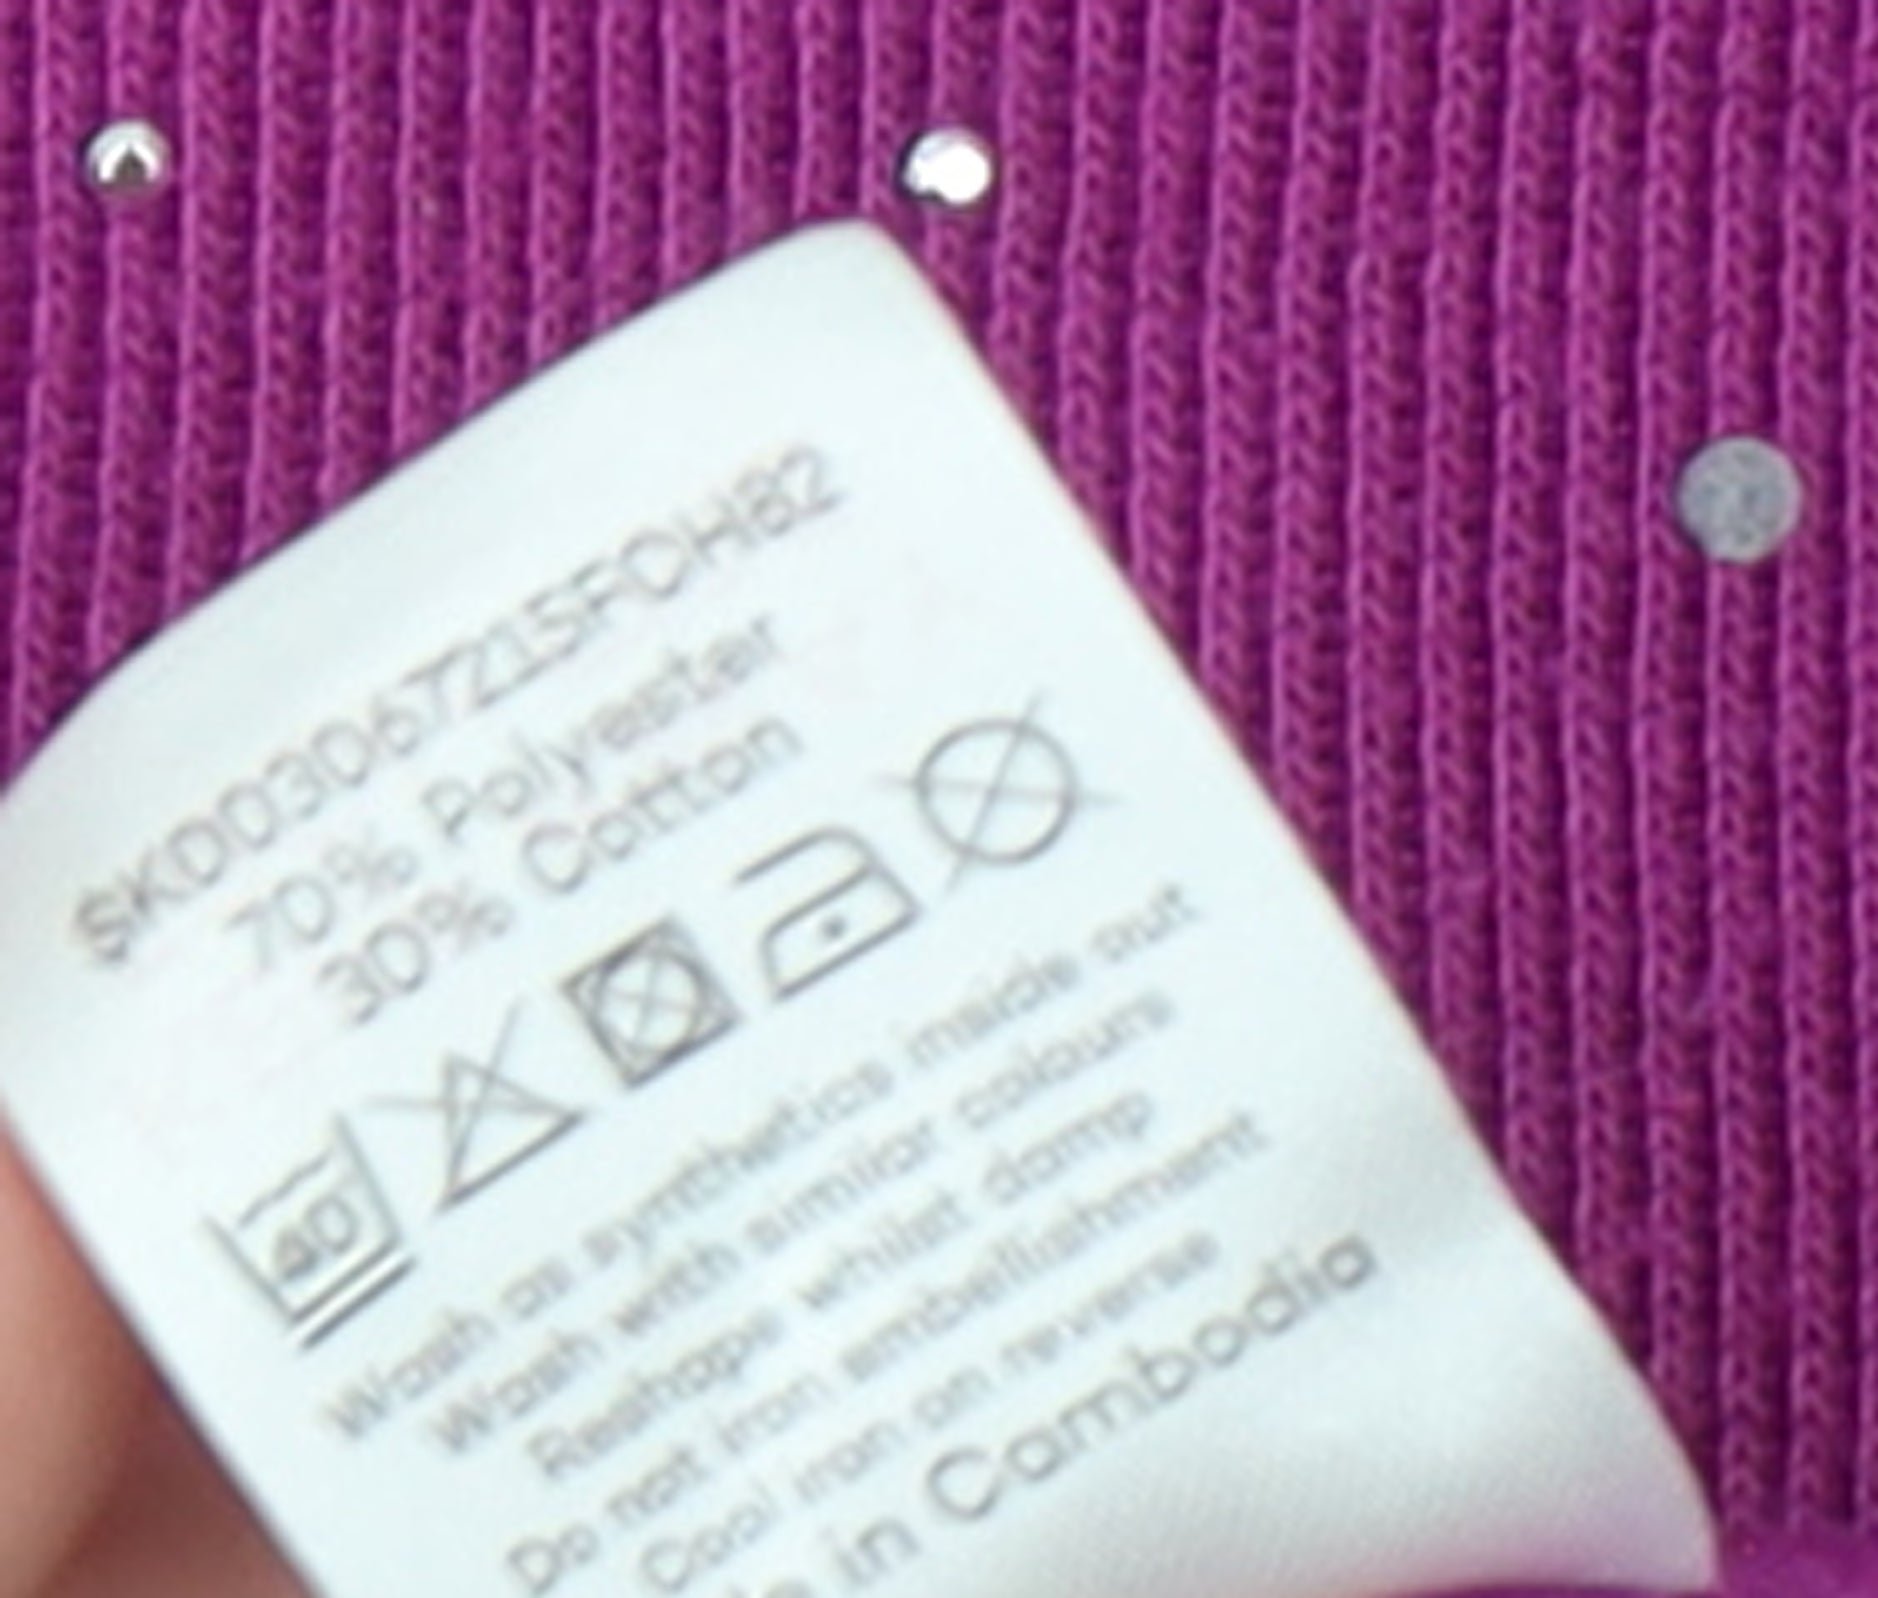 SKD03D67215FOH82
70% Polyester
30% Cotton
40
Wash as synthetics inside out
Wash with similar colours
Reshape whilst damp
Do not iron embellishment
Cool iron on reverse
in Cambodia